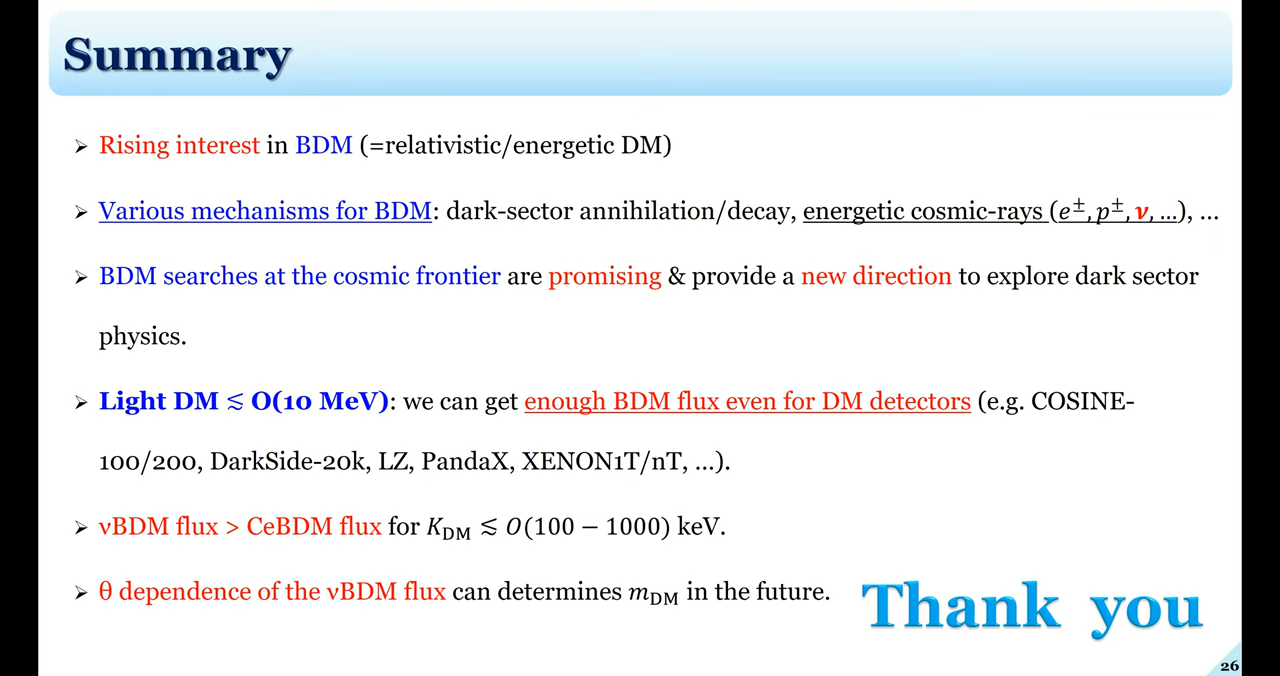 Summary
➢ Rising interest in BDM (=relativistic/energetic DM)
➢ Various mechanisms for BDM: dark-sector annihilation/decay, energetic cosmic-rays (e±, p±, ν, …), …
➢ BDM searches at the cosmic frontier are promising & provide a new direction to explore dark sector
physics.
➢ Light DM ≲ O(10 MeV): we can get enough BDM flux even for DM detectors (e.g. COSINE-
100/200, DarkSide-20k, LZ, PandaX, XENON1T/nT, …).
➢ νBDM flux > CeBDM flux for K_DM ≲ O(100 − 1000) keV.
➢ θ dependence of the νBDM flux can determines m_DM in the future.
Thank you
26